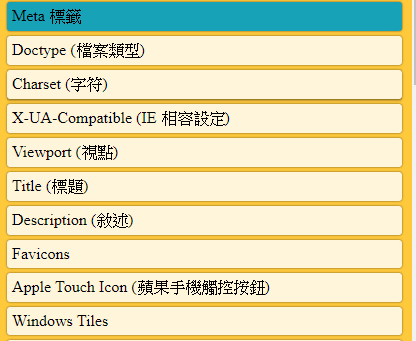 Meta 標籤
Doctype (檔案類型)
Charset (字符)
X-UA-Compatible (IE 相容設定)
Viewport (視點)
Title (標題)
Description (敘述)
Favicons
Apple Touch Icon (蘋果手機觸控按鈕)
Windows Tiles